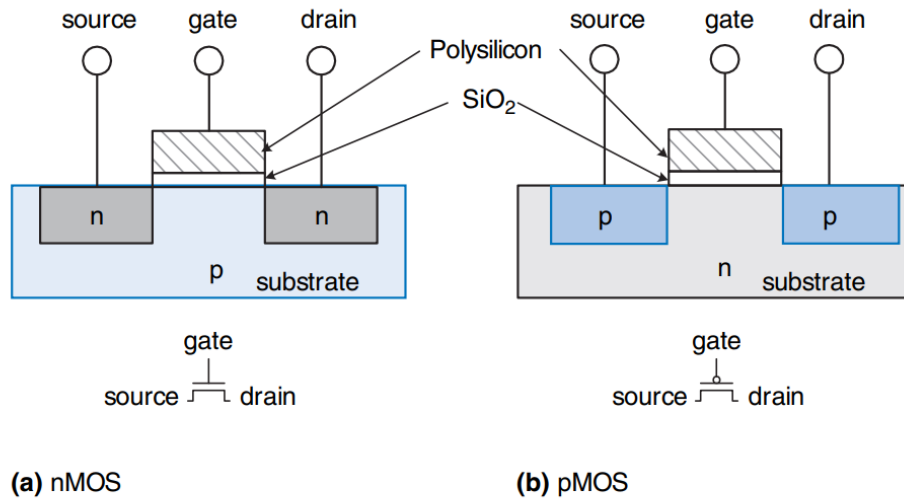 source gate drain
Polysilicon
SiO2
n n
p
substrate
gate
source drain
(a) nMOS
source gate drain
p p
n
substrate
gate
source drain
(b) pMOS